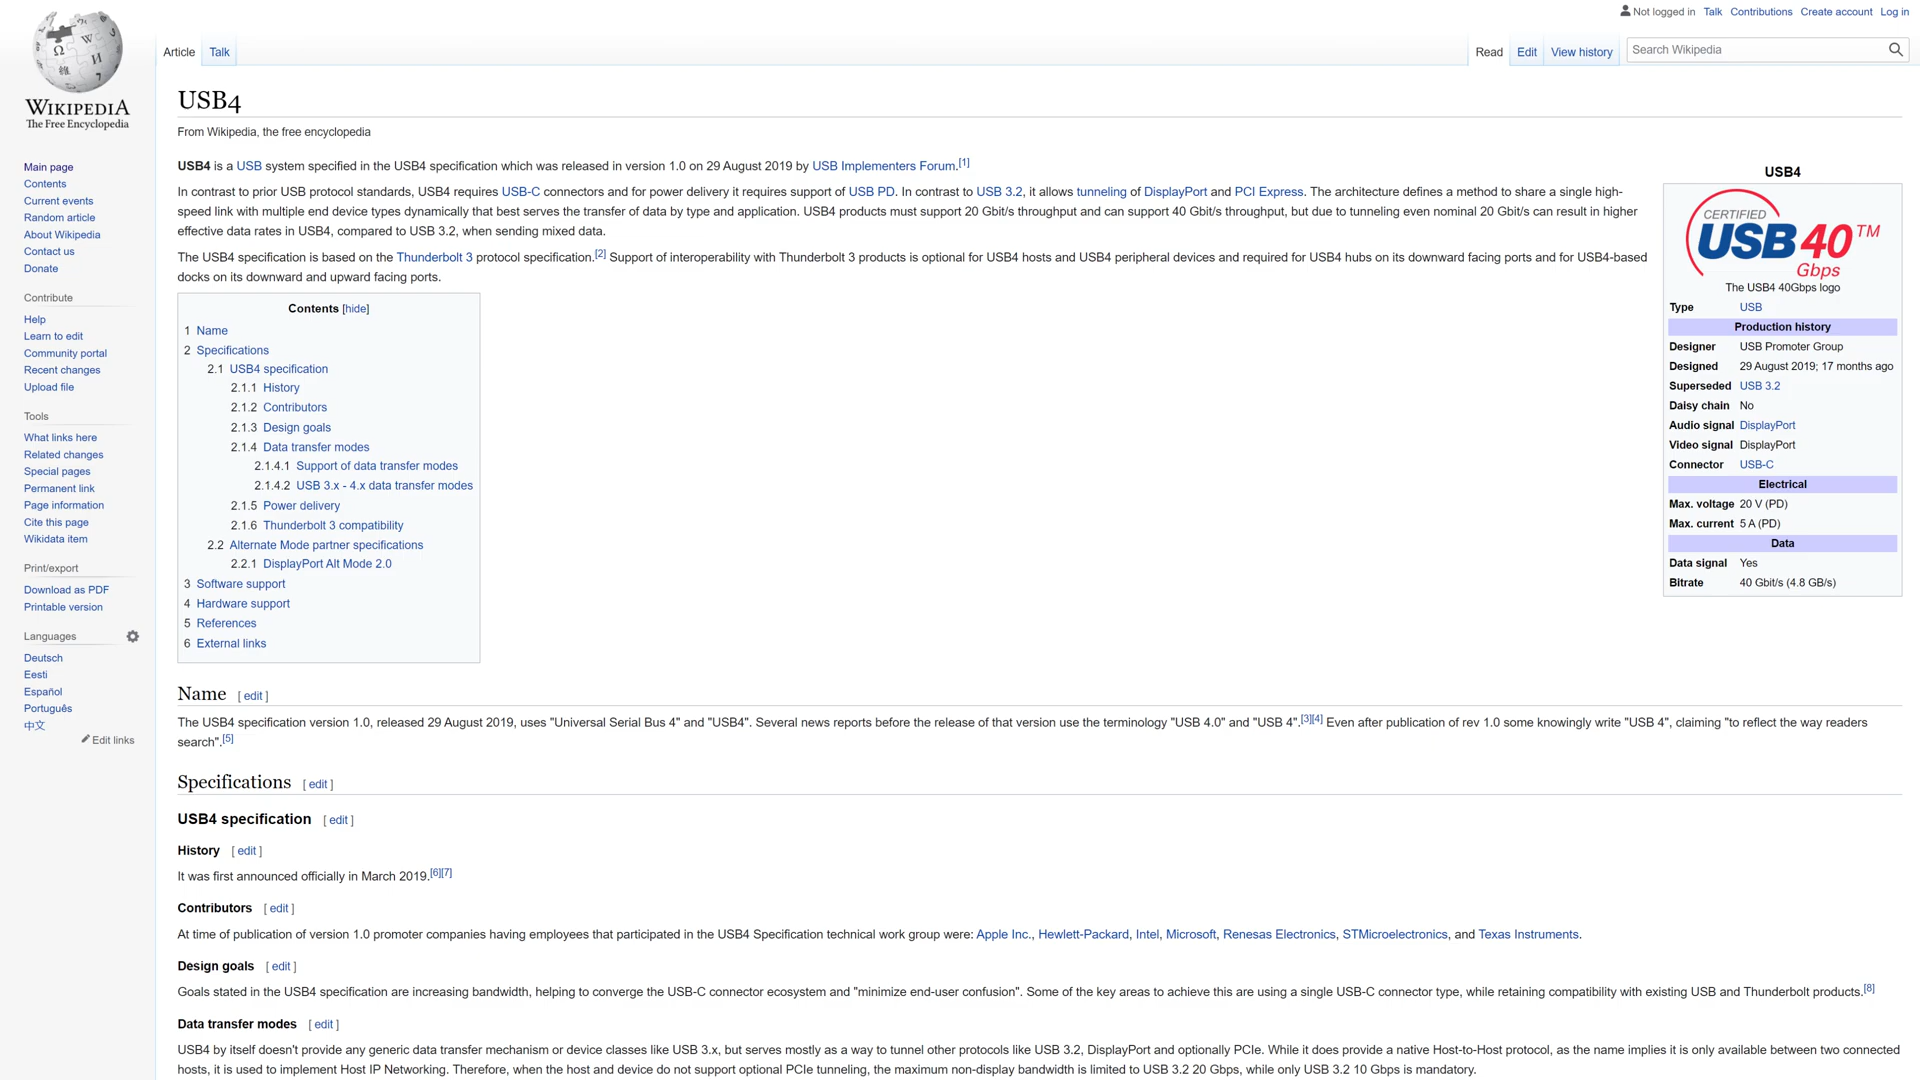 Not logged in Talk Contributions Create account Log in
Article Talk Read Edit View history Search Wikipedia
WIKIPEDIA
The Free Encyclopedia
Main page
Contents
Current events
Random article
About Wikipedia
Contact us
Donate
Contribute
Help
Learn to edit
Community portal
Recent changes
Upload file
Tools
What links here
Related changes
Special pages
Permanent link
Page information
Cite this page
Wikidata item
Print/export
Download as PDF
Printable version
Languages
Deutsch
Eesti
Español
Português
中文
Edit links
USB4
From Wikipedia, the free encyclopedia
USB4 is a USB system specified in the USB4 specification which was released in version 1.0 on 29 August 2019 by USB Implementers Forum.[1]
In contrast to prior USB protocol standards, USB4 requires USB-C connectors and for power delivery it requires support of USB PD. In contrast to USB 3.2, it allows tunneling of DisplayPort and PCI Express. The architecture defines a method to share a single high-
speed link with multiple end device types dynamically that best serves the transfer of data by type and application. USB4 products must support 20 Gbit/s throughput and can support 40 Gbit/s throughput, but due to tunneling even nominal 20 Gbit/s can result in higher
effective data rates in USB4, compared to USB 3.2, when sending mixed data.
The USB4 specification is based on the Thunderbolt 3 protocol specification.[2] Support of interoperability with Thunderbolt 3 products is optional for USB4 hosts and USB4 peripheral devices and required for USB4 hubs on its downward facing ports and for USB4-based
docks on its downward and upward facing ports.
USB4
CERTIFIED
USB 40 TM
Gbps
The USB4 40Gbps logo
Type USB
Production history
Designer USB Promoter Group
Designed 29 August 2019; 17 months ago
Superseded USB 3.2
Daisy chain No
Audio signal DisplayPort
Video signal DisplayPort
Connector USB-C
Electrical
Max. voltage 20 V (PD)
Max. current 5 A (PD)
Data
Data signal Yes
Bitrate 40 Gbit/s (4.8 GB/s)
Contents [hide]
1 Name
2 Specifications
2.1 USB4 specification
2.1.1 History
2.1.2 Contributors
2.1.3 Design goals
2.1.4 Data transfer modes
2.1.4.1 Support of data transfer modes
2.1.4.2 USB 3.x - 4.x data transfer modes
2.1.5 Power delivery
2.1.6 Thunderbolt 3 compatibility
2.2 Alternate Mode partner specifications
2.2.1 DisplayPort Alt Mode 2.0
3 Software support
4 Hardware support
5 References
6 External links
Name [ edit ]
The USB4 specification version 1.0, released 29 August 2019, uses "Universal Serial Bus 4" and "USB4". Several news reports before the release of that version use the terminology "USB 4.0" and "USB 4".[3][4] Even after publication of rev 1.0 some knowingly write "USB 4", claiming "to reflect the way readers
search".[5]
Specifications [ edit ]
USB4 specification [ edit ]
History [ edit ]
It was first announced officially in March 2019.[6][7]
Contributors [ edit ]
At time of publication of version 1.0 promoter companies having employees that participated in the USB4 Specification technical work group were: Apple Inc., Hewlett-Packard, Intel, Microsoft, Renesas Electronics, STMicroelectronics, and Texas Instruments.
Design goals [ edit ]
Goals stated in the USB4 specification are increasing bandwidth, helping to converge the USB-C connector ecosystem and "minimize end-user confusion". Some of the key areas to achieve this are using a single USB-C connector type, while retaining compatibility with existing USB and Thunderbolt products.[8]
Data transfer modes [ edit ]
USB4 by itself doesn't provide any generic data transfer mechanism or device classes like USB 3.x, but serves mostly as a way to tunnel other protocols like USB 3.2, DisplayPort and optionally PCIe. While it does provide a native Host-to-Host protocol, as the name implies it is only available between two connected
hosts, it is used to implement Host IP Networking. Therefore, when the host and device do not support optional PCIe tunneling, the maximum non-display bandwidth is limited to USB 3.2 20 Gbps, while only USB 3.2 10 Gbps is mandatory.